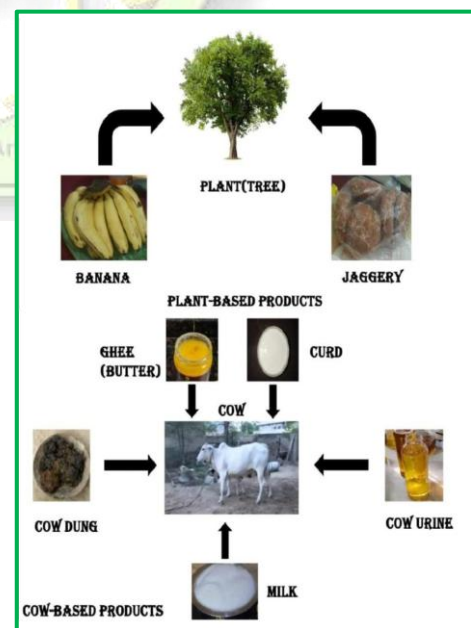 PLANT(TREE)
BANANA
JAGGERY
PLANT-BASED PRODUCTS
GHEE
(BUTTER)
CURD
COW
COW DUNG
COW URINE
MILK
COW-BASED PRODUCTS